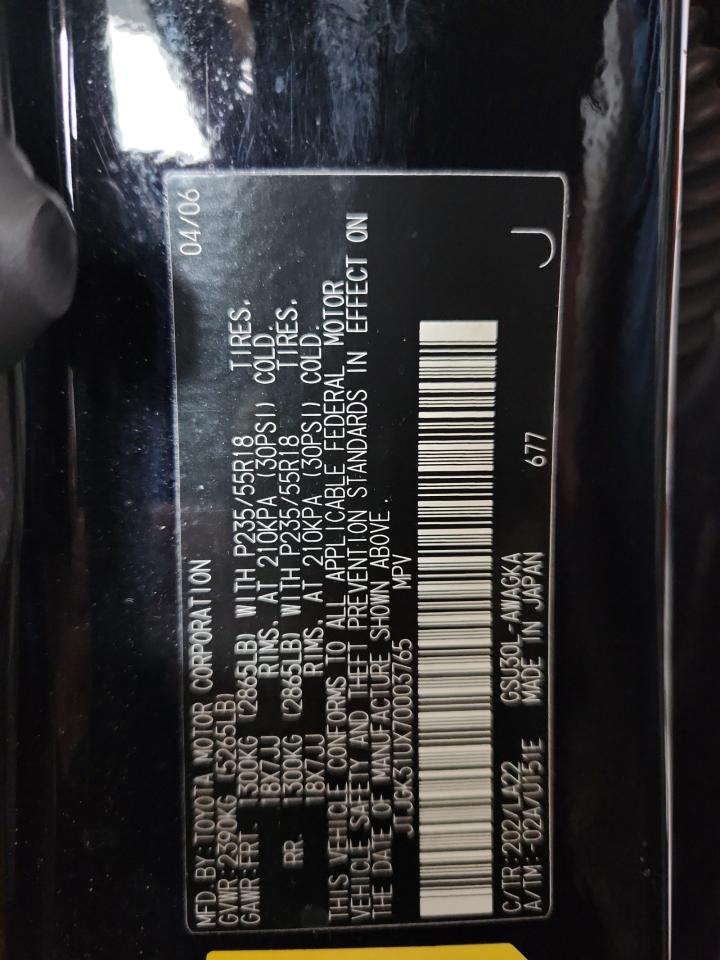 MFD. BY: TOYOTA MOTOR CORPORATION 04/06
GVWR: 2390KG (5265LB)
GAWR: FRT. 1300KG (2865LB) WITH P235/55R18 TIRES,
18X7JJ RIMS, AT 210KPA (30PSI) COLD.
RR. 1300KG (2865LB) WITH P235/55R18 TIRES,
18X7JJ RIMS, AT 210KPA (30PSI) COLD.
THIS VEHICLE CONFORMS TO ALL APPLICABLE FEDERAL MOTOR
VEHICLE SAFETY AND THEFT PREVENTION STANDARDS IN EFFECT ON
THE DATE OF MANUFACTURE SHOWN ABOVE.
JTJGK31UX70003765 MPV
C/TR: 202/LA22 GSU30L-AWAGKA 677 J
A/TM: -02A/U151E MADE IN JAPAN